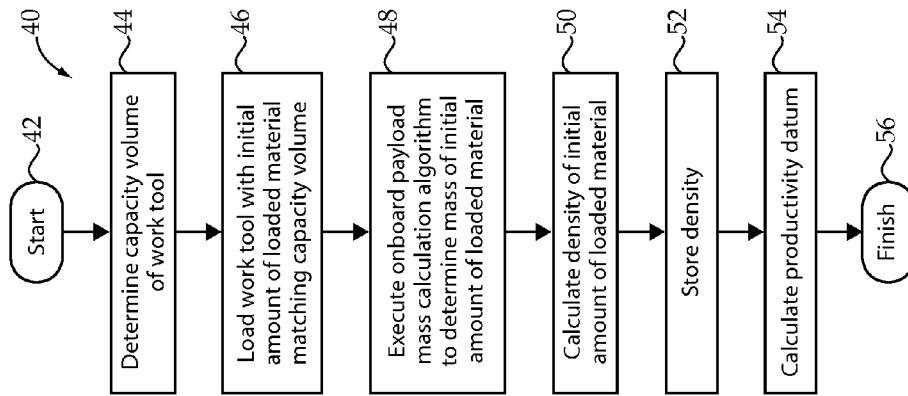 40
Start
42
Determine capacity volume
of work tool
44
Load work tool with initial
amount of loaded material
matching capacity volume
46
Execute onboard payload
mass calculation algorithm
to determine mass of initial
amount of loaded material
48
Calculate density of initial
amount of loaded material
50
Store density
52
Calculate productivity datum
54
Finish
56